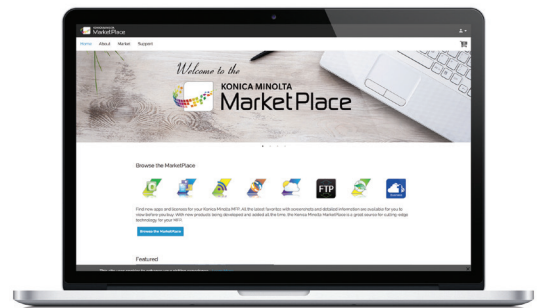 KONICA MINOLTA
MarketPlace
Home About Market Support
Welcome to the
KONICA MINOLTA
MarketPlace
Browse the MarketPlace
FTP
Find new apps and licenses for your Konica Minolta MFP. All the latest favorites with screenshots and detailed information are available for you to
review before you buy. With new products being developed and added all the time, the Konica Minolta MarketPlace is a great source for cutting-edge
technology for your MFP.
Browse the MarketPlace
Featured